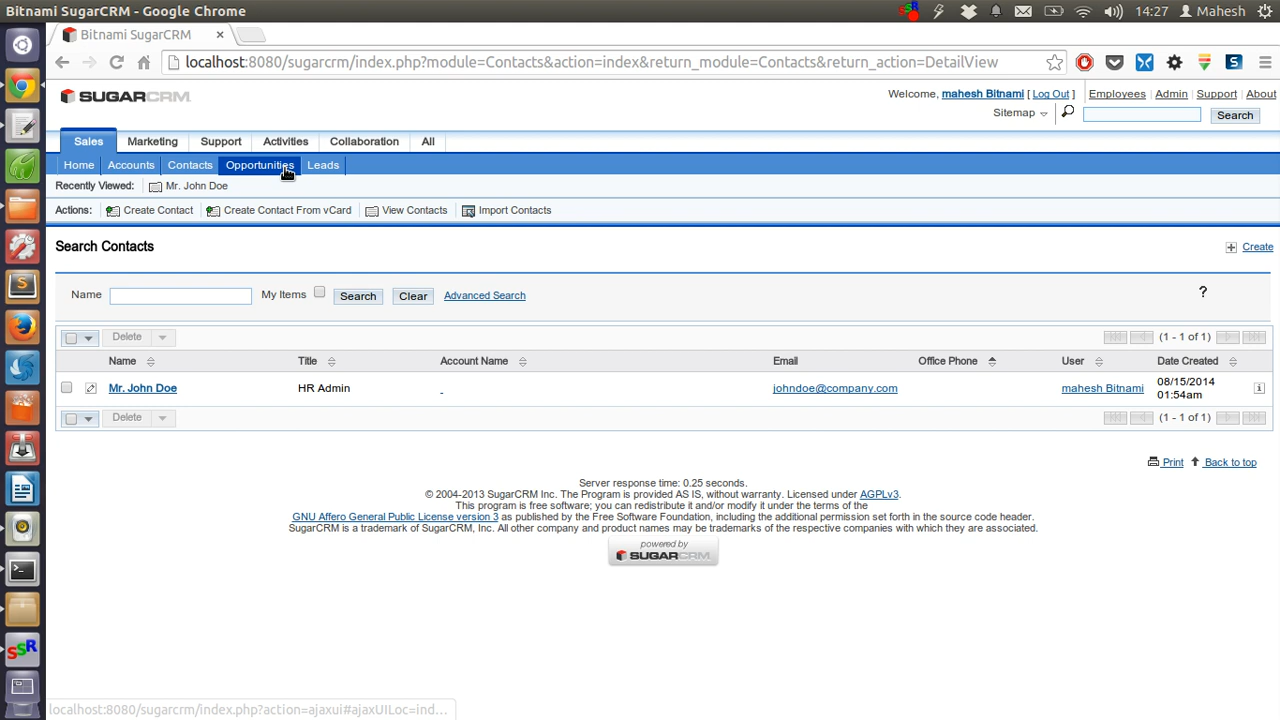 Bitnami SugarCRM - Google Chrome
14:27 Mahesh
Bitnami SugarCRM ×
localhost:8080/sugarcrm/index.php?module=Contacts&action=index&return_module=Contacts&return_action=DetailView
SUGARCRM
Welcome, mahesh Bitnami [ Log Out ] Employees | Admin | Support | About
Sitemap Search
Sales Marketing Support Activities Collaboration All
Home Accounts Contacts Opportunities Leads
Recently Viewed: Mr. John Doe
Actions: Create Contact Create Contact From vCard View Contacts Import Contacts
Search Contacts
Create
Name My Items Search Clear Advanced Search ?
Delete (1 - 1 of 1)
Name Title Account Name Email Office Phone User Date Created
Mr. John Doe HR Admin - johndoe@company.com mahesh Bitnami 08/15/2014
01:54am
Delete (1 - 1 of 1)
Print Back to top
Server response time: 0.25 seconds.
© 2004-2013 SugarCRM Inc. The Program is provided AS IS, without warranty. Licensed under AGPLv3.
This program is free software; you can redistribute it and/or modify it under the terms of the
GNU Affero General Public License version 3 as published by the Free Software Foundation, including the additional permission set forth in the source code header.
SugarCRM is a trademark of SugarCRM, Inc. All other company and product names may be trademarks of the respective companies with which they are associated.
powered by
SUGARCRM
localhost:8080/sugarcrm/index.php?action=ajaxui#ajaxUILoc=ind...